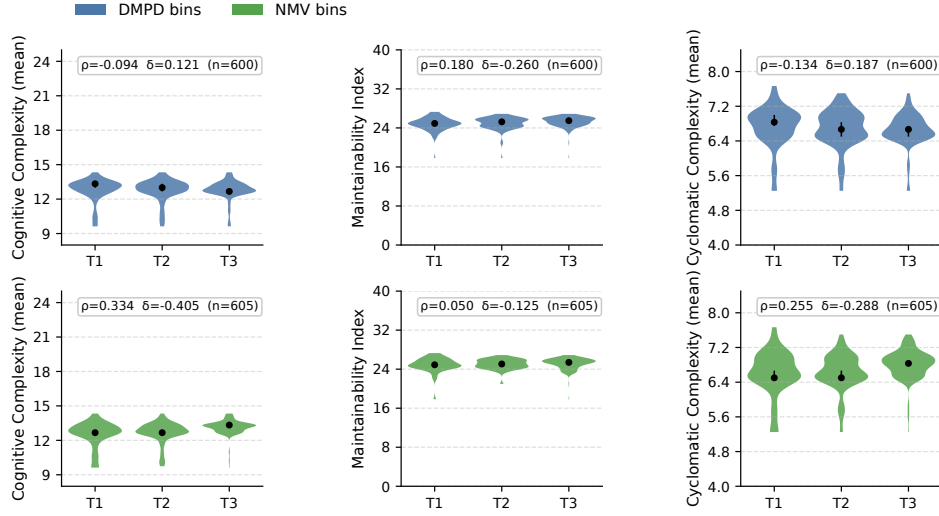 DMPD bins NMV bins
Cognitive Complexity (mean)
24
21
18
15
12
9
ρ=-0.094 δ=0.121 (n=600)
T1 T2 T3
Maintainability Index
40
32
24
16
8
0
ρ=0.180 δ=-0.260 (n=600)
T1 T2 T3
Cyclomatic Complexity (mean)
8.0
7.2
6.4
5.6
4.8
4.0
ρ=-0.134 δ=0.187 (n=600)
T1 T2 T3
Cognitive Complexity (mean)
24
21
18
15
12
9
ρ=0.334 δ=-0.405 (n=605)
T1 T2 T3
Maintainability Index
40
32
24
16
8
0
ρ=0.050 δ=-0.125 (n=605)
T1 T2 T3
Cyclomatic Complexity (mean)
8.0
7.2
6.4
5.6
4.8
4.0
ρ=0.255 δ=-0.288 (n=605)
T1 T2 T3